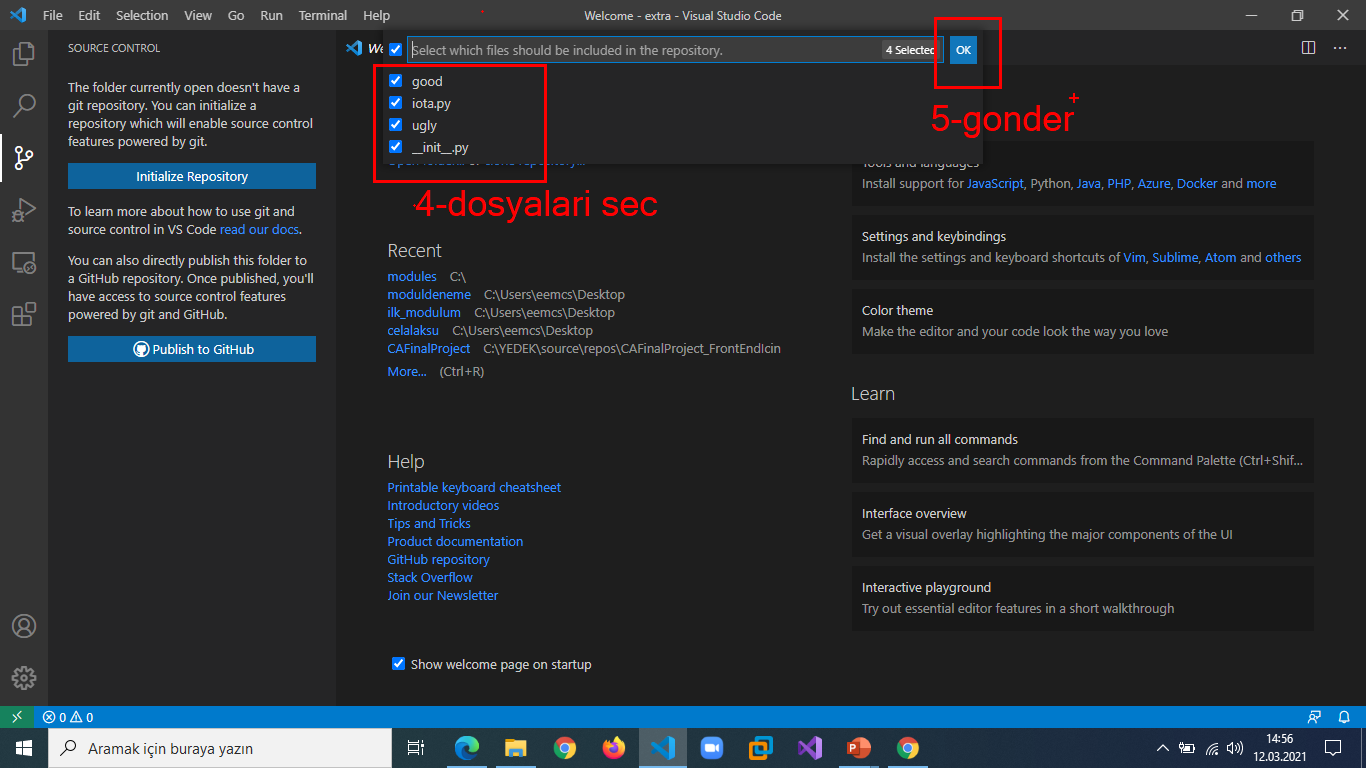 File Edit Selection View Go Run Terminal Help
Welcome - extra - Visual Studio Code
SOURCE CONTROL
The folder currently open doesn't have a
git repository. You can initialize a
repository which will enable source control
features powered by git.
Initialize Repository
To learn more about how to use git and
source control in VS Code read our docs.
You can also directly publish this folder to
a GitHub repository. Once published, you'll
have access to source control features
powered by git and GitHub.
Publish to GitHub
We
Select which files should be included in the repository.
4 Selected
OK
good
iota.py
ugly
__init__.py
5-gonder
4-dosyalari sec
Open folder... or clone repository...
Recent
modules C:\
moduldeneme C:\Users\eemcs\Desktop
ilk_modulum C:\Users\eemcs\Desktop
celalaksu C:\Users\eemcs\Desktop
CAFinalProject C:\YEDEK\source\repos\CAFinalProject_FrontEndIcin
More... (Ctrl+R)
Help
Printable keyboard cheatsheet
Introductory videos
Tips and Tricks
Product documentation
GitHub repository
Stack Overflow
Join our Newsletter
Show welcome page on startup
Tools and languages
Install support for JavaScript, Python, Java, PHP, Azure, Docker and more
Settings and keybindings
Install the settings and keyboard shortcuts of Vim, Sublime, Atom and others
Color theme
Make the editor and your code look the way you love
Learn
Find and run all commands
Rapidly access and search commands from the Command Palette (Ctrl+Shif...
Interface overview
Get a visual overlay highlighting the major components of the UI
Interactive playground
Try out essential editor features in a short walkthrough
0 0
Aramak için buraya yazın
14:56
12.03.2021